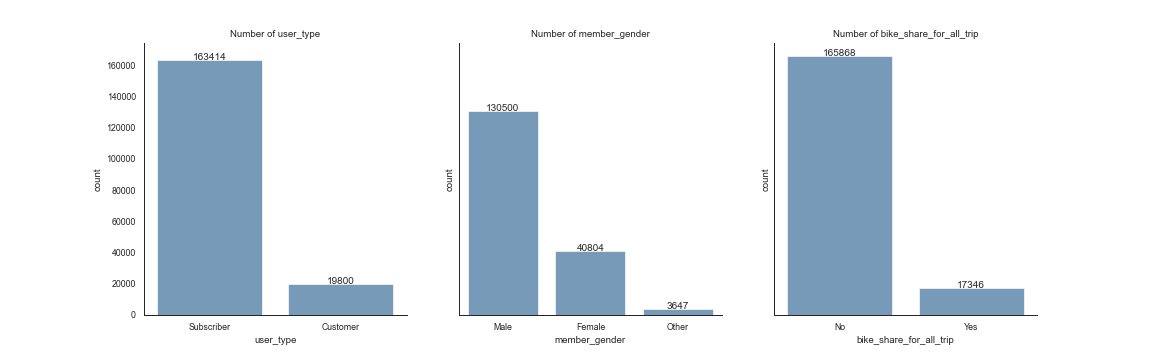 Number of user_type
163414
160000
140000
120000
100000
80000
60000
40000
20000
0
count
19800
Subscriber
Customer
user_type
Number of member_gender
130500
count
40804
3647
Male
Female
Other
member_gender
Number of bike_share_for_all_trip
165868
count
17346
No
Yes
bike_share_for_all_trip